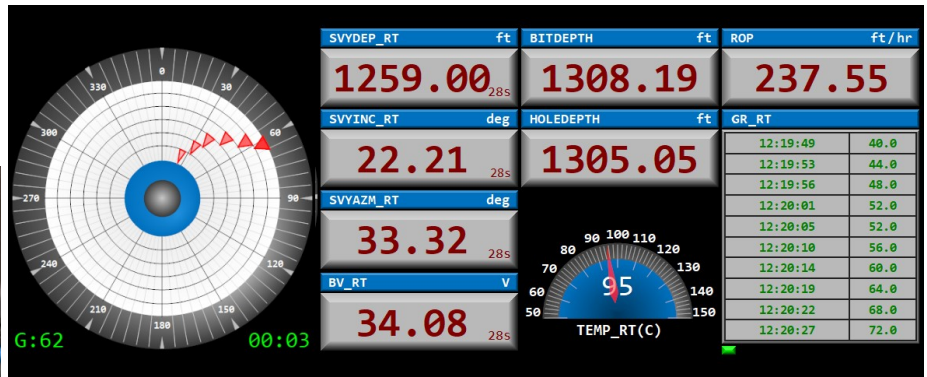 0
30
60
90
120
150
180
210
240
270
300
330
G:62
00:03
SVYDEP_RT ft
1259.00 28s
SVYINC_RT deg
22.21 28s
SVYAZM_RT deg
33.32 28s
BV_RT V
34.08 28s
BITDEPTH ft
1308.19
HOLEDEPTH ft
1305.05
50 60 70 80 90 100 110 120 130 140 150
95
TEMP_RT(C)
ROP ft/hr
237.55
GR_RT
12:19:49 40.0
12:19:53 44.0
12:19:56 48.0
12:20:01 52.0
12:20:05 52.0
12:20:10 56.0
12:20:14 60.0
12:20:19 64.0
12:20:22 68.0
12:20:27 72.0